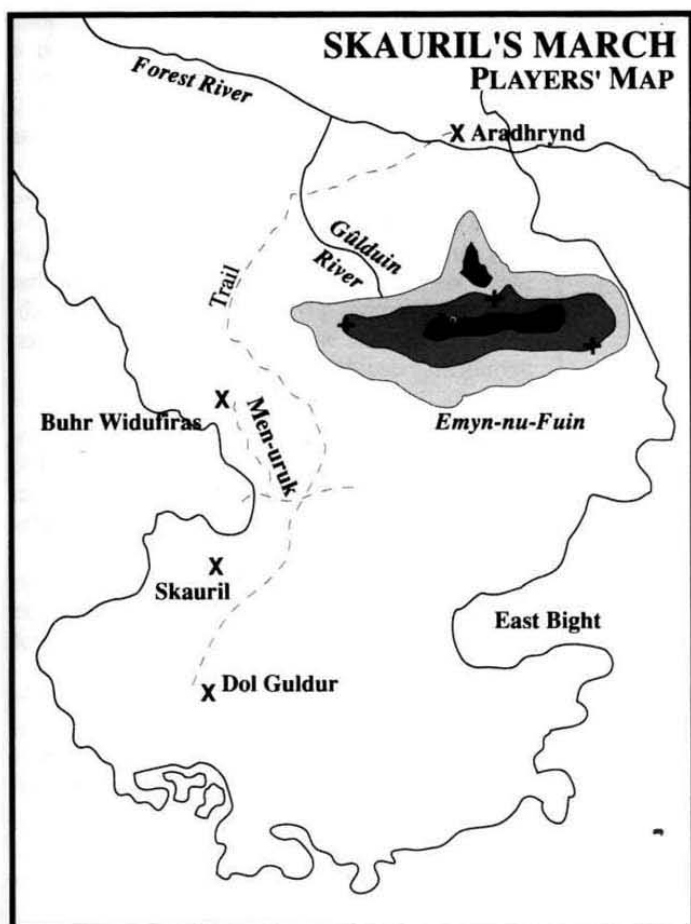 SKAURIL'S MARCH
PLAYERS' MAP
Forest River
X Aradhrynd
Gûlduin
River
Trail
X
Buhr Widufiras
Men-uruk
Emyn-nu-Fuin
X
Skauril
East Bight
X Dol Guldur